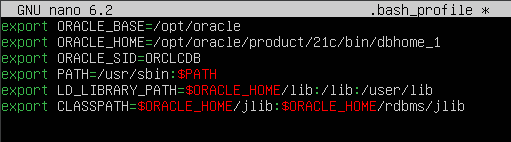 GNU nano 6.2 .bash_profile *
export ORACLE_BASE=/opt/oracle
export ORACLE_HOME=/opt/oracle/product/21c/bin/dbhome_1
export ORACLE_SID=ORCLCDB
export PATH=/usr/sbin:$PATH
export LD_LIBRARY_PATH=$ORACLE_HOME/lib:/lib:/user/lib
export CLASSPATH=$ORACLE_HOME/jlib:$ORACLE_HOME/rdbms/jlib